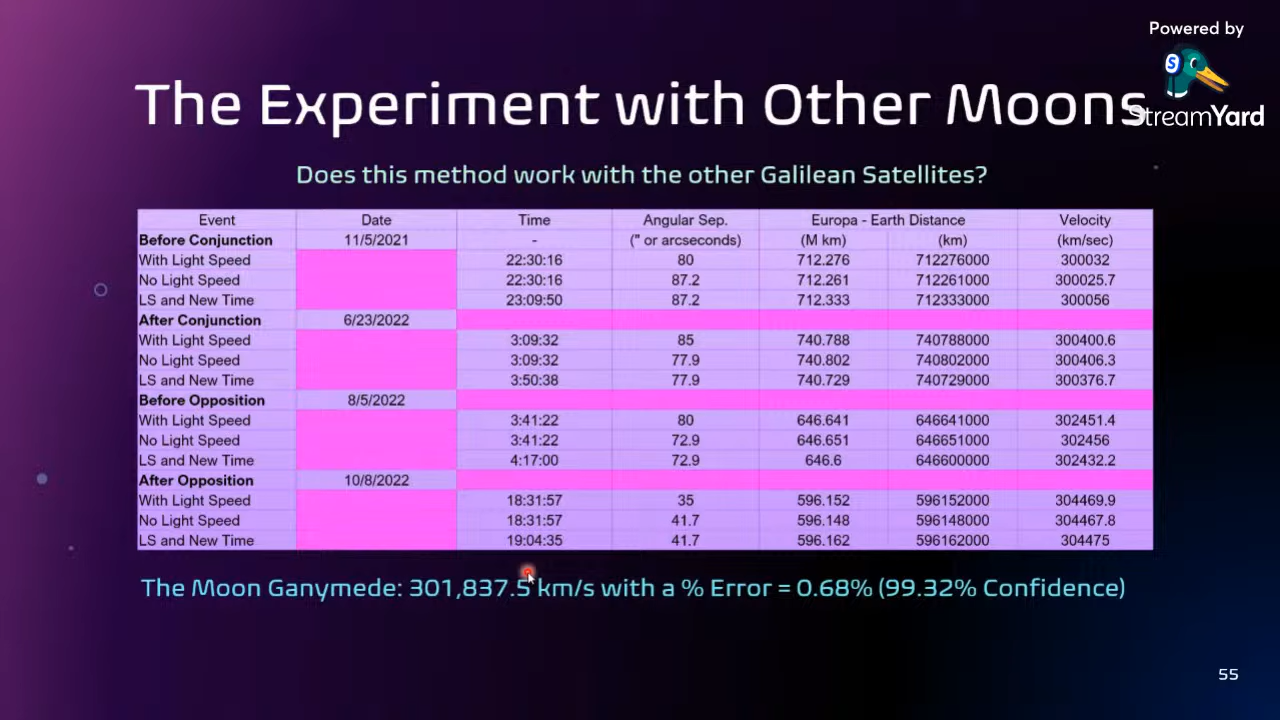 Powered by
StreamYard
The Experiment with Other Moons
Does this method work with the other Galilean Satellites?
Event Date Time Angular Sep. Europa - Earth Distance Velocity
Before Conjunction 11/5/2021 - (" or arcseconds) (M km) (km) (km/sec)
With Light Speed 22:30:16 80 712.276 712276000 300032
No Light Speed 22:30:16 87.2 712.261 712261000 300025.7
LS and New Time 23:09:50 87.2 712.333 712333000 300056
After Conjunction 6/23/2022
With Light Speed 3:09:32 85 740.788 740788000 300400.6
No Light Speed 3:09:32 77.9 740.802 740802000 300406.3
LS and New Time 3:50:38 77.9 740.729 740729000 300376.7
Before Opposition 8/5/2022
With Light Speed 3:41:22 80 646.641 646641000 302451.4
No Light Speed 3:41:22 72.9 646.651 646651000 302456
LS and New Time 4:17:00 72.9 646.6 646600000 302432.2
After Opposition 10/8/2022
With Light Speed 18:31:57 35 596.152 596152000 304469.9
No Light Speed 18:31:57 41.7 596.148 596148000 304467.8
LS and New Time 19:04:35 41.7 596.162 596162000 304475
The Moon Ganymede: 301,837.5 km/s with a % Error = 0.68% (99.32% Confidence)
55